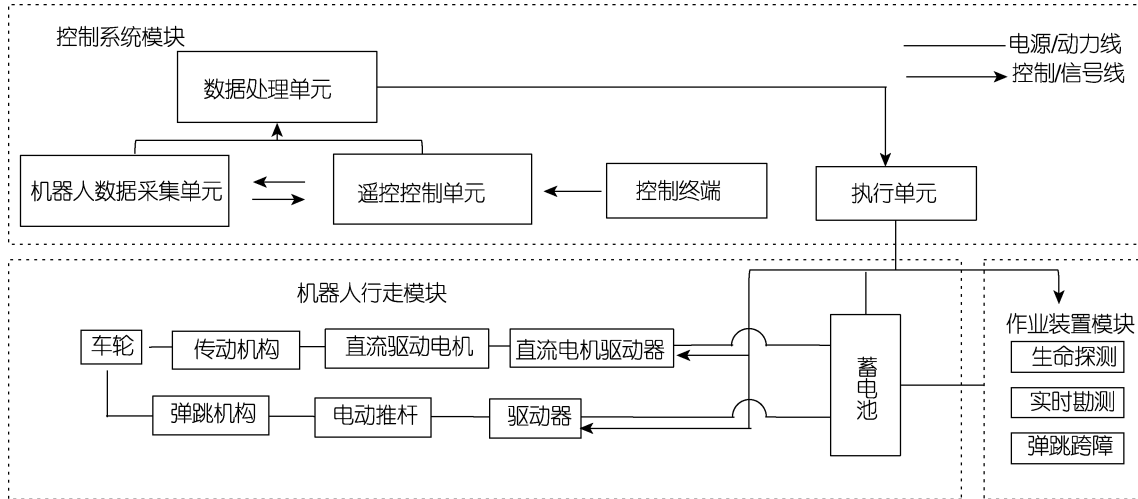 控制系统模块
电源/动力线
控制/信号线
数据处理单元
机器人数据采集单元
遥控控制单元
控制终端
执行单元
机器人行走模块
作业装置模块
车轮
传动机构
直流驱动电机
直流电机驱动器
蓄电池
生命探测
弹跳机构
电动推杆
驱动器
实时勘测
弹跳跨障